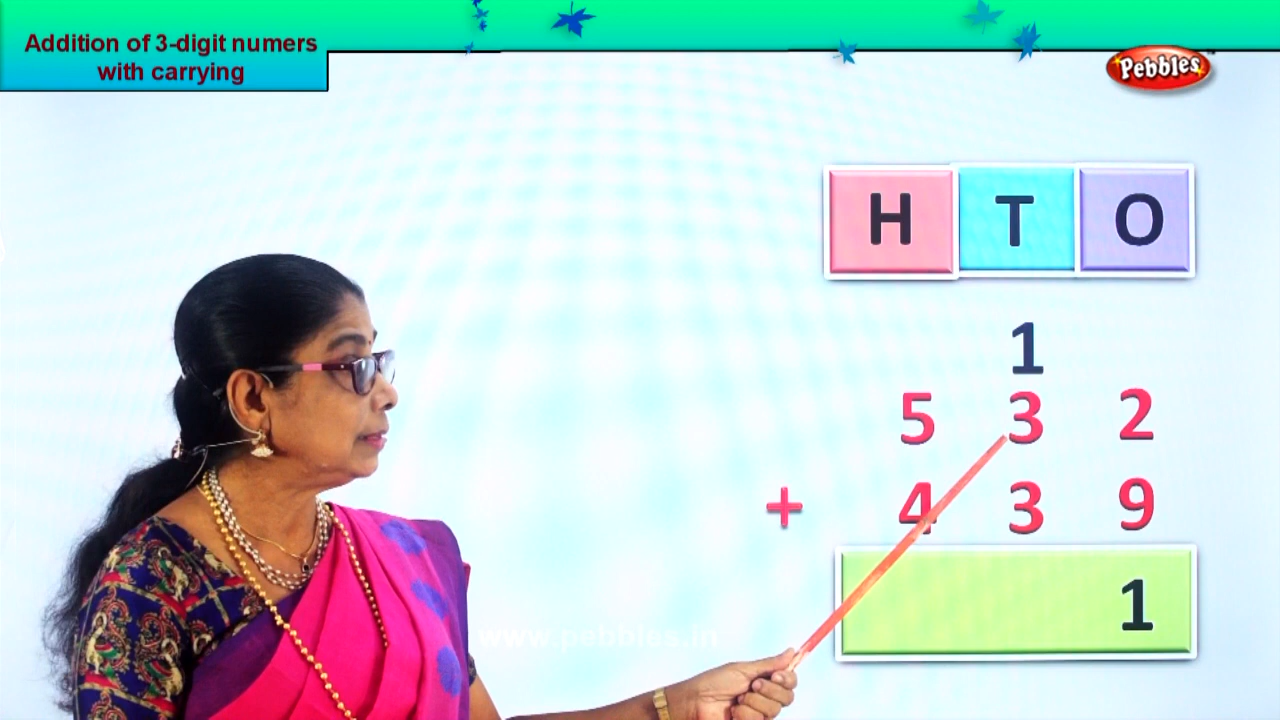 Addition of 3-digit numers
with carrying
Pebbles
H T O
1
5 3 2
+ 4 3 9
1
www.pebbles.in